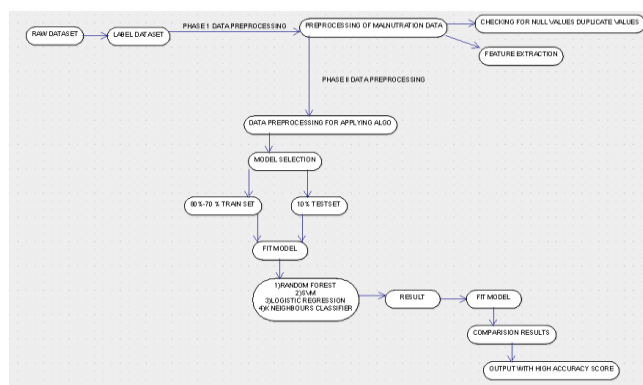 RAW DATASET
LABEL DATASET
PHASE 1 DATA PREPROCESSING
PREPROCESSING OF MALNUTRATION DATA
CHECKING FOR NULL VALUES DUPLICATE VALUES
FEATURE EXTRACTION
PHASE II DATA PREPROCESSING
DATA PREPROCESSING FOR APPLYING ALGO
MODEL SELECTION
80%-70 % TRAIN SET
10% TESTSET
FIT MODEL
1)RANDOM FOREST
2)SVM
3)LOGISTIC REGRESSION
4)K NEIGHBOURS CLASSIFIER
RESULT
FIT MODEL
COMPARISION RESULTS
OUTPUT WITH HIGH ACCURACY SCORE